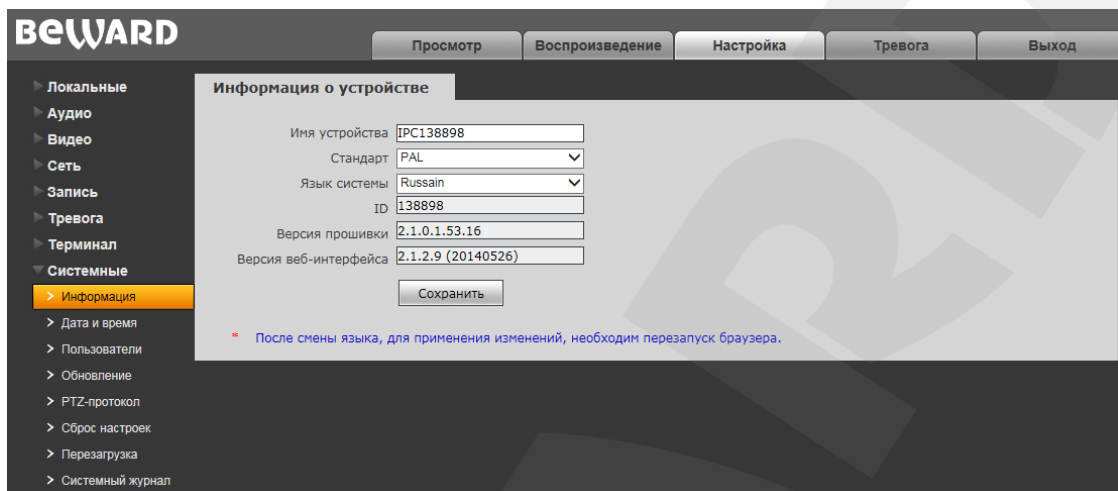 BEWARD
Просмотр Воспроизведение Настройка Тревога Выход
Локальные
Аудио
Видео
Сеть
Запись
Тревога
Терминал
Системные
Информация
Дата и время
Пользователи
Обновление
PTZ-протокол
Сброс настроек
Перезагрузка
Системный журнал
Информация о устройстве
Имя устройства IPC138898
Стандарт PAL
Язык системы Russain
ID 138898
Версия прошивки 2.1.0.1.53.16
Версия веб-интерфейса 2.1.2.9 (20140526)
Сохранить
* После смены языка, для применения изменений, необходим перезапуск браузера.